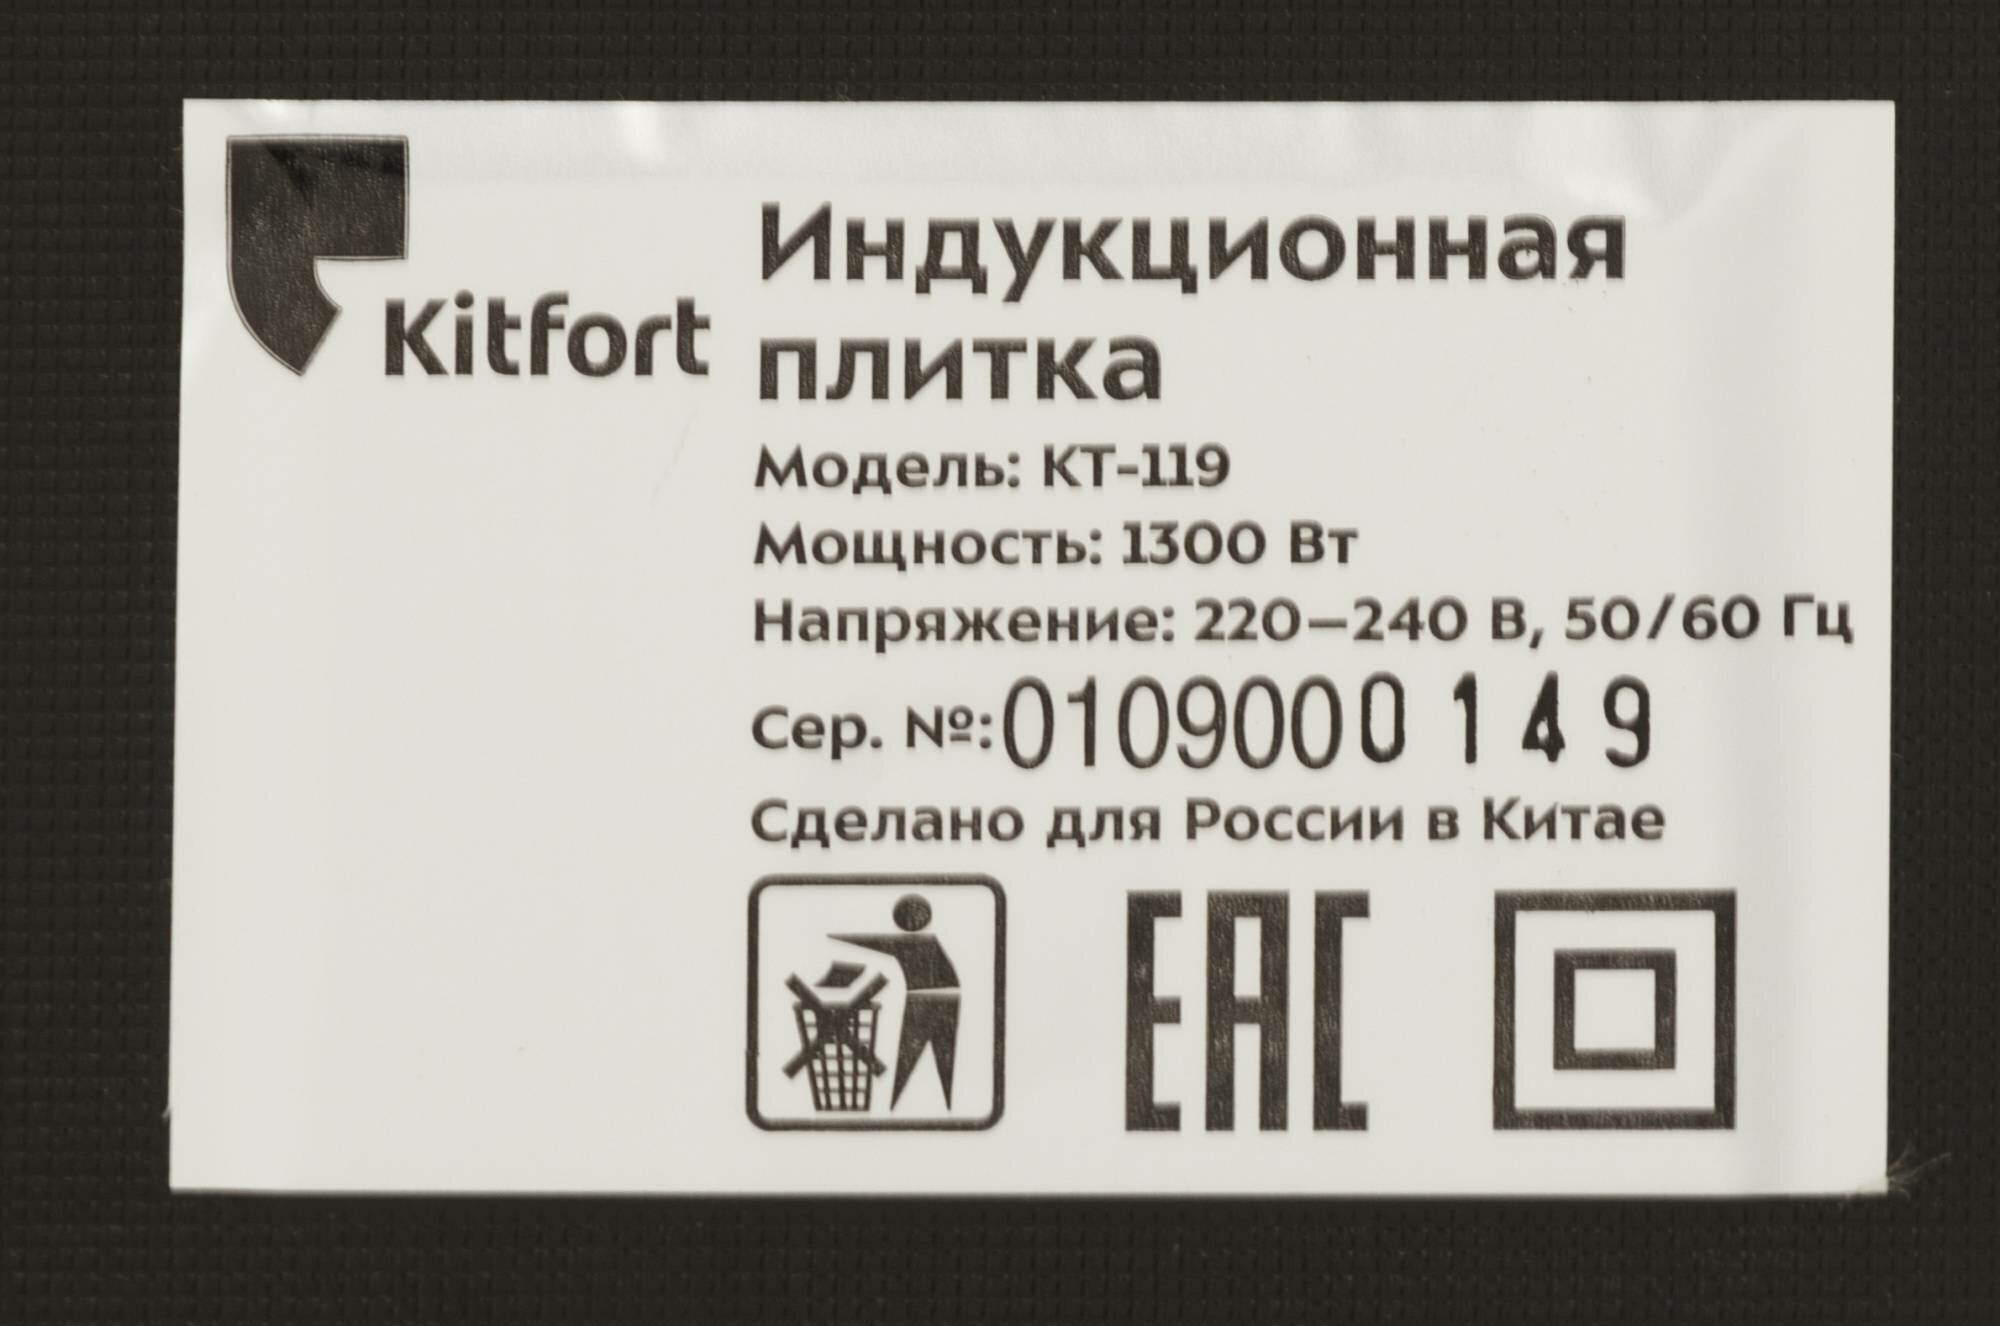 Kitfort
Индукционная
плитка
Модель: КТ-119
Мощность: 1300 Вт
Напряжение: 220–240 В, 50/60 Гц
Сер. №: 0109000 1 4 9
Сделано для России в Китае
EAC